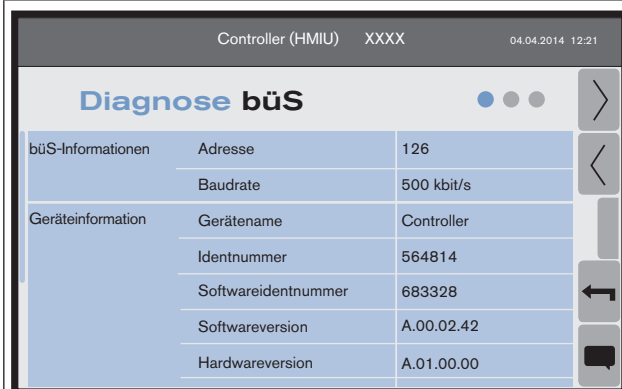 Controller (HMIU) XXXX 04.04.2014 12:21
Diagnose büS
büS-Informationen Adresse 126
Baudrate 500 kbit/s
Geräteinformation Gerätename Controller
Identnummer 564814
Softwareidentnummer 683328
Softwareversion A.00.02.42
Hardwareversion A.01.00.00